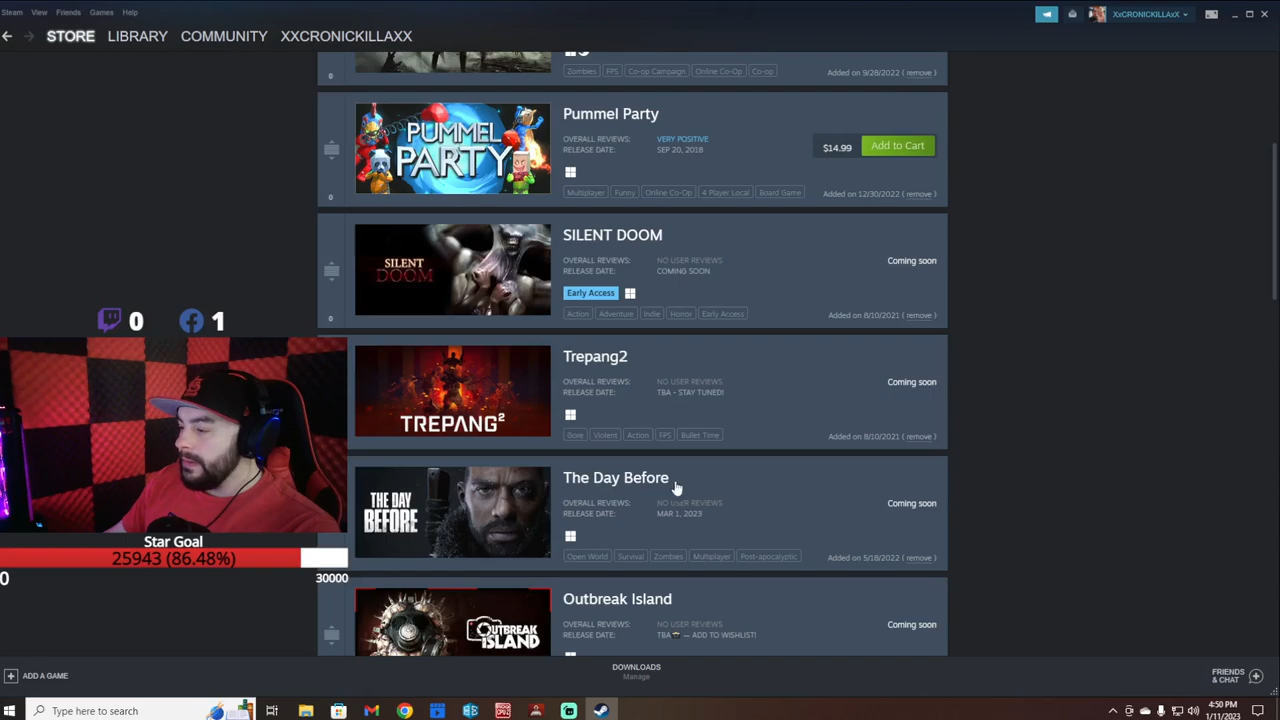 Steam View Friends Games Help
XxCRONICKILLAxX
STORE LIBRARY COMMUNITY XXCRONICKILLAXX
0
Zombies FPS Co-op Campaign Online Co-Op Co-op
Added on 9/28/2022 ( remove )
PUMMEL
PARTY
Pummel Party
OVERALL REVIEWS: VERY POSITIVE
RELEASE DATE: SEP 20, 2018
$14.99 Add to Cart
0
Multiplayer Funny Online Co-Op 4 Player Local Board Game
Added on 12/30/2022 ( remove )
SILENT
DOOM
SILENT DOOM
OVERALL REVIEWS: NO USER REVIEWS
RELEASE DATE: COMING SOON
Coming soon
Early Access
0
Action Adventure Indie Horror Early Access
Added on 8/10/2021 ( remove )
0
1
TREPANG²
Trepang2
OVERALL REVIEWS: NO USER REVIEWS
RELEASE DATE: TBA - STAY TUNED!
Coming soon
Gore Violent Action FPS Bullet Time
Added on 8/10/2021 ( remove )
THE DAY
BEFORE
The Day Before
OVERALL REVIEWS: NO USER REVIEWS
RELEASE DATE: MAR 1, 2023
Coming soon
Open World Survival Zombies Multiplayer Post-apocalyptic
Added on 5/18/2022 ( remove )
Star Goal
25943 (86.48%)
0 30000
OUTBREAK
ISLAND
Outbreak Island
OVERALL REVIEWS: NO USER REVIEWS
RELEASE DATE: TBA — ADD TO WISHLIST!
Coming soon
+ ADD A GAME
DOWNLOADS
Manage
FRIENDS
& CHAT +
Type here to search
4:50 PM
1/11/2023